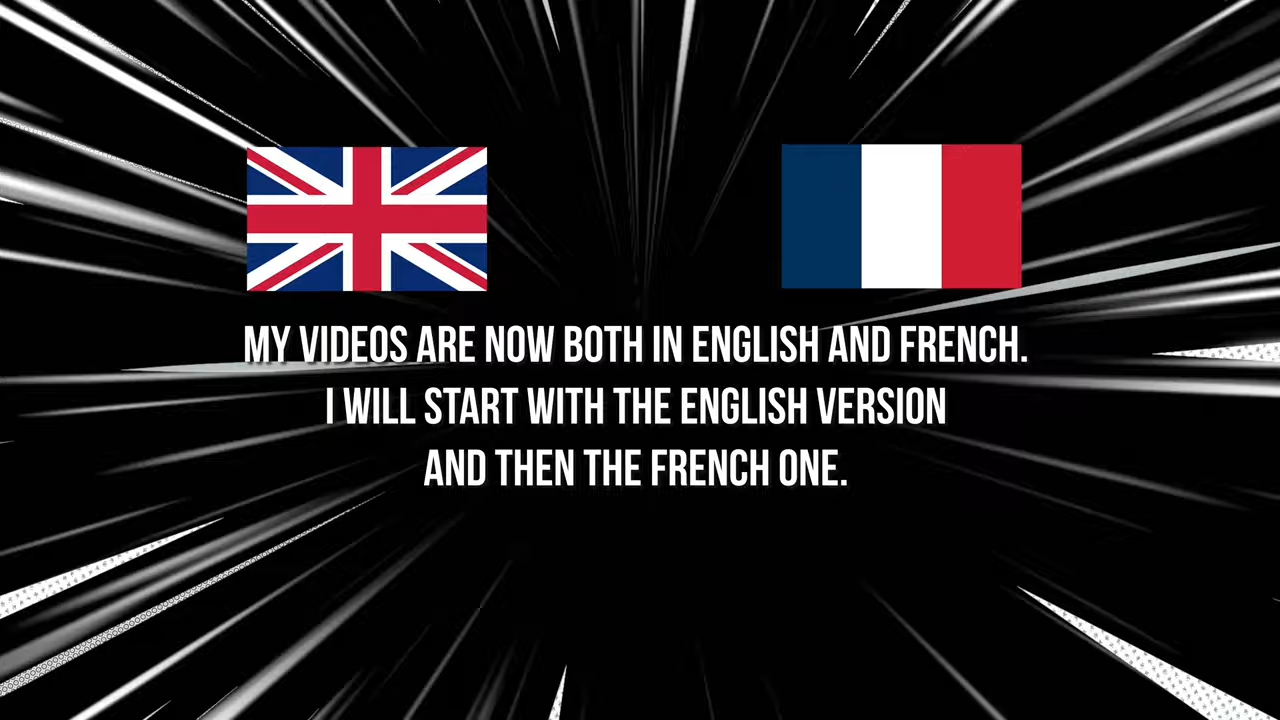 MY VIDEOS ARE NOW BOTH IN ENGLISH AND FRENCH.
I WILL START WITH THE ENGLISH VERSION
AND THEN THE FRENCH ONE.